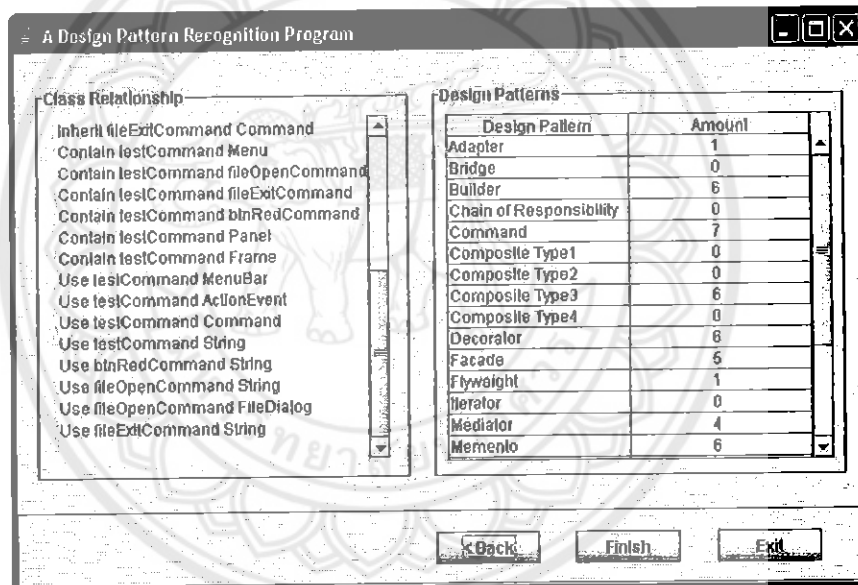 A Design Pattern Recognition Program
Class Relationship
Inherit fileExitCommand Command
Contain testCommand Menu
Contain testCommand fileOpenCommand
Contain testCommand fileExitCommand
Contain testCommand btnRedCommand
Contain testCommand Panel
Contain testCommand Frame
Use testCommand MenuBar
Use testCommand ActionEvent
Use testCommand Command
Use testCommand String
Use btnRedCommand String
Use fileOpenCommand String
Use fileOpenCommand FileDialog
Use fileExitCommand String
Design Patterns
Design Pattern Amount
Adapter 1
Bridge 0
Builder 6
Chain of Responsibility 0
Command 7
Composite Type1 0
Composite Type2 0
Composite Type3 6
Composite Type4 0
Decorator 6
Facade 5
Flyweight 1
Iterator 0
Mediator 4
Memento 6
< Back Finish Exit